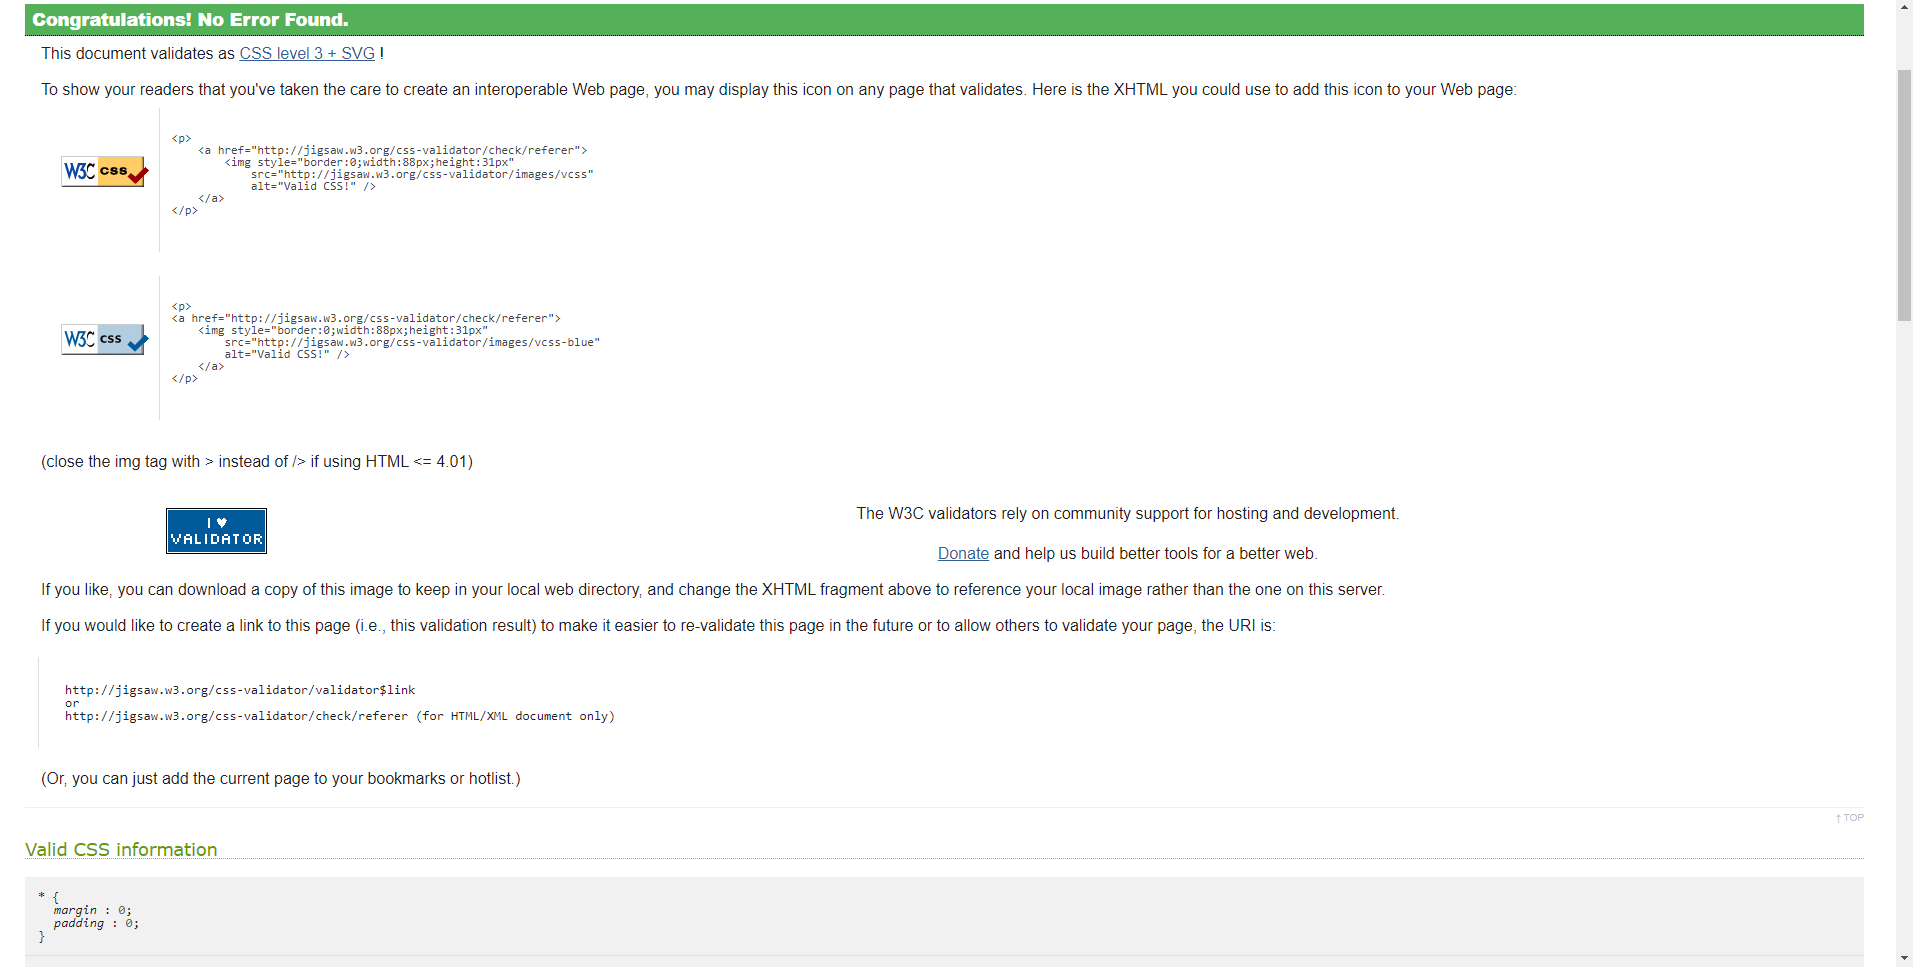 Congratulations! No Error Found.
This document validates as CSS level 3 + SVG !
To show your readers that you've taken the care to create an interoperable Web page, you may display this icon on any page that validates. Here is the XHTML you could use to add this icon to your Web page:
W3C css
<p>
    <a href="http://jigsaw.w3.org/css-validator/check/referer">
        <img style="border:0;width:88px;height:31px"
            src="http://jigsaw.w3.org/css-validator/images/vcss"
            alt="Valid CSS!" />
    </a>
</p>
W3C css
<p>
<a href="http://jigsaw.w3.org/css-validator/check/referer">
    <img style="border:0;width:88px;height:31px"
        src="http://jigsaw.w3.org/css-validator/images/vcss-blue"
        alt="Valid CSS!" />
    </a>
</p>
(close the img tag with > instead of /> if using HTML <= 4.01)
I ♥
VALIDATOR
The W3C validators rely on community support for hosting and development.
Donate and help us build better tools for a better web.
If you like, you can download a copy of this image to keep in your local web directory, and change the XHTML fragment above to reference your local image rather than the one on this server.
If you would like to create a link to this page (i.e., this validation result) to make it easier to re-validate this page in the future or to allow others to validate your page, the URI is:
http://jigsaw.w3.org/css-validator/validator$link
or
http://jigsaw.w3.org/css-validator/check/referer (for HTML/XML document only)
(Or, you can just add the current page to your bookmarks or hotlist.)
↑ TOP
Valid CSS information
* {
  margin : 0;
  padding : 0;
}